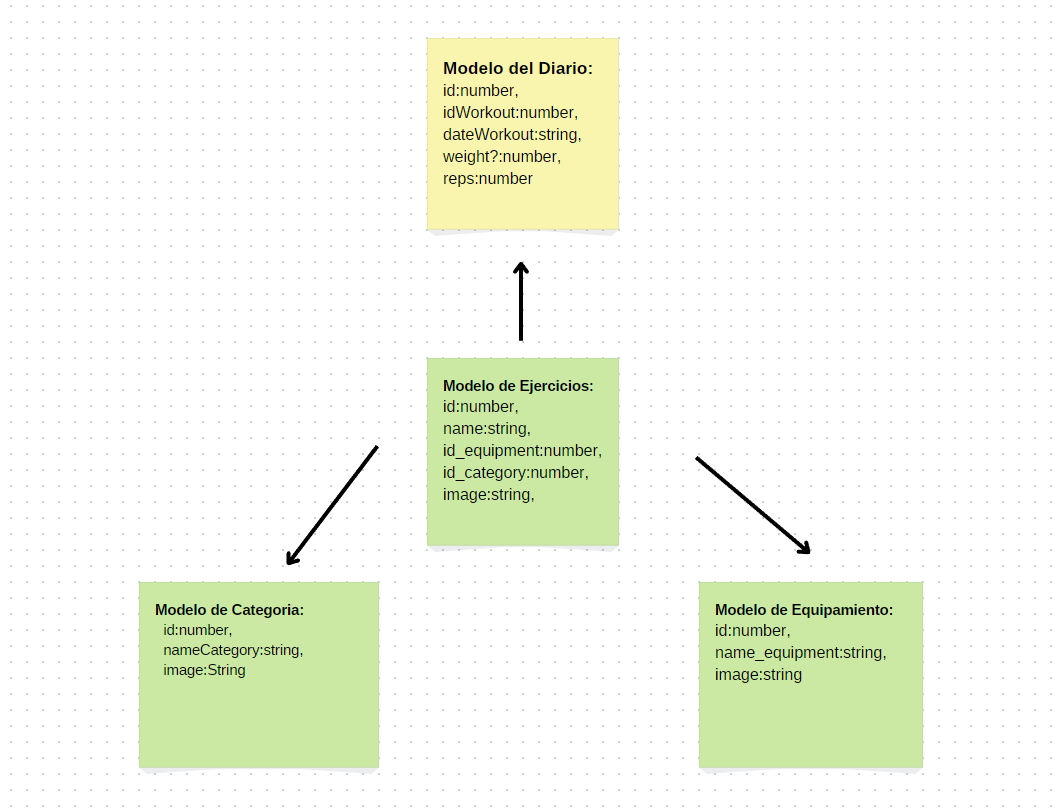 Modelo del Diario:
id:number,
idWorkout:number,
dateWorkout:string,
weight?:number,
reps:number
Modelo de Ejercicios:
id:number,
name:string,
id_equipment:number,
id_category:number,
image:string,
Modelo de Categoria:
id:number,
nameCategory:string,
image:String
Modelo de Equipamiento:
id:number,
name_equipment:string,
image:string